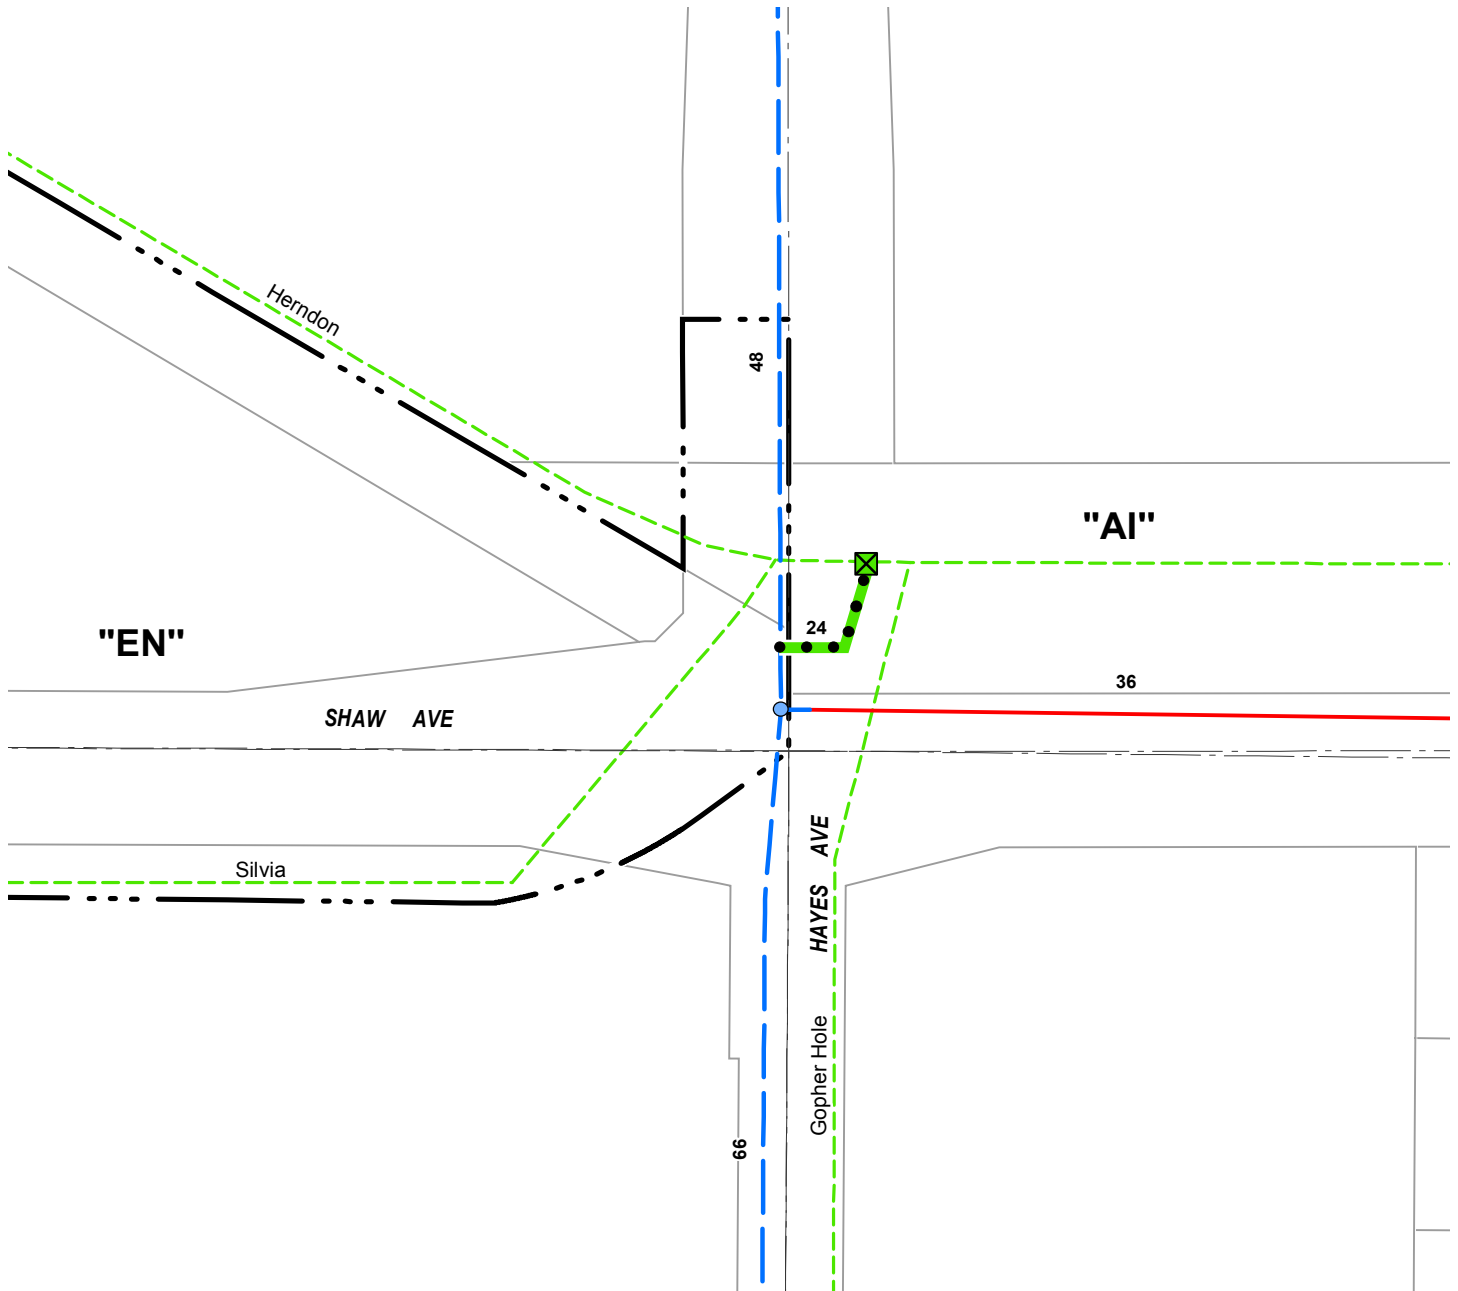 Herndon
48
"AI"
24
"EN"
36
SHAW AVE
HAYES AVE
Silvia
Gopher Hole
66